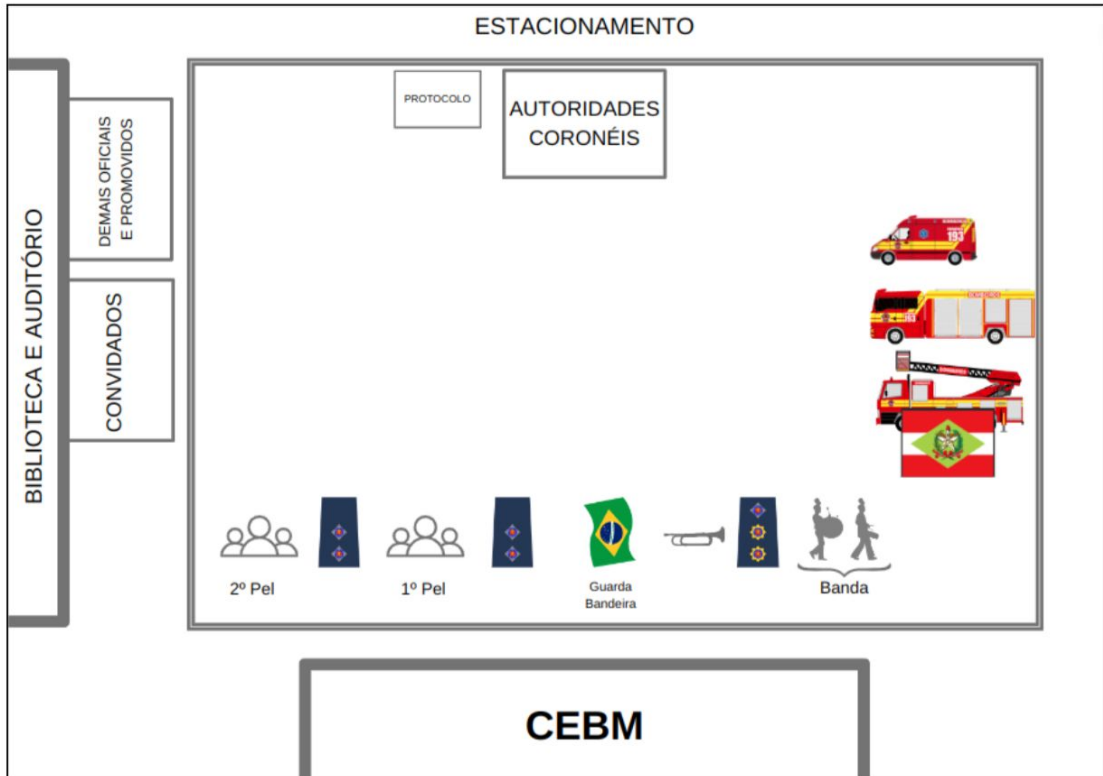 ESTACIONAMENTO
PROTOCOLO
AUTORIDADES
CORONÉIS
DEMAIS OFICIAIS
E PROMOVIDOS
BIBLIOTECA E AUDITÓRIO
CONVIDADOS
193
2º Pel
1º Pel
Guarda
Bandeira
Banda
CEBM